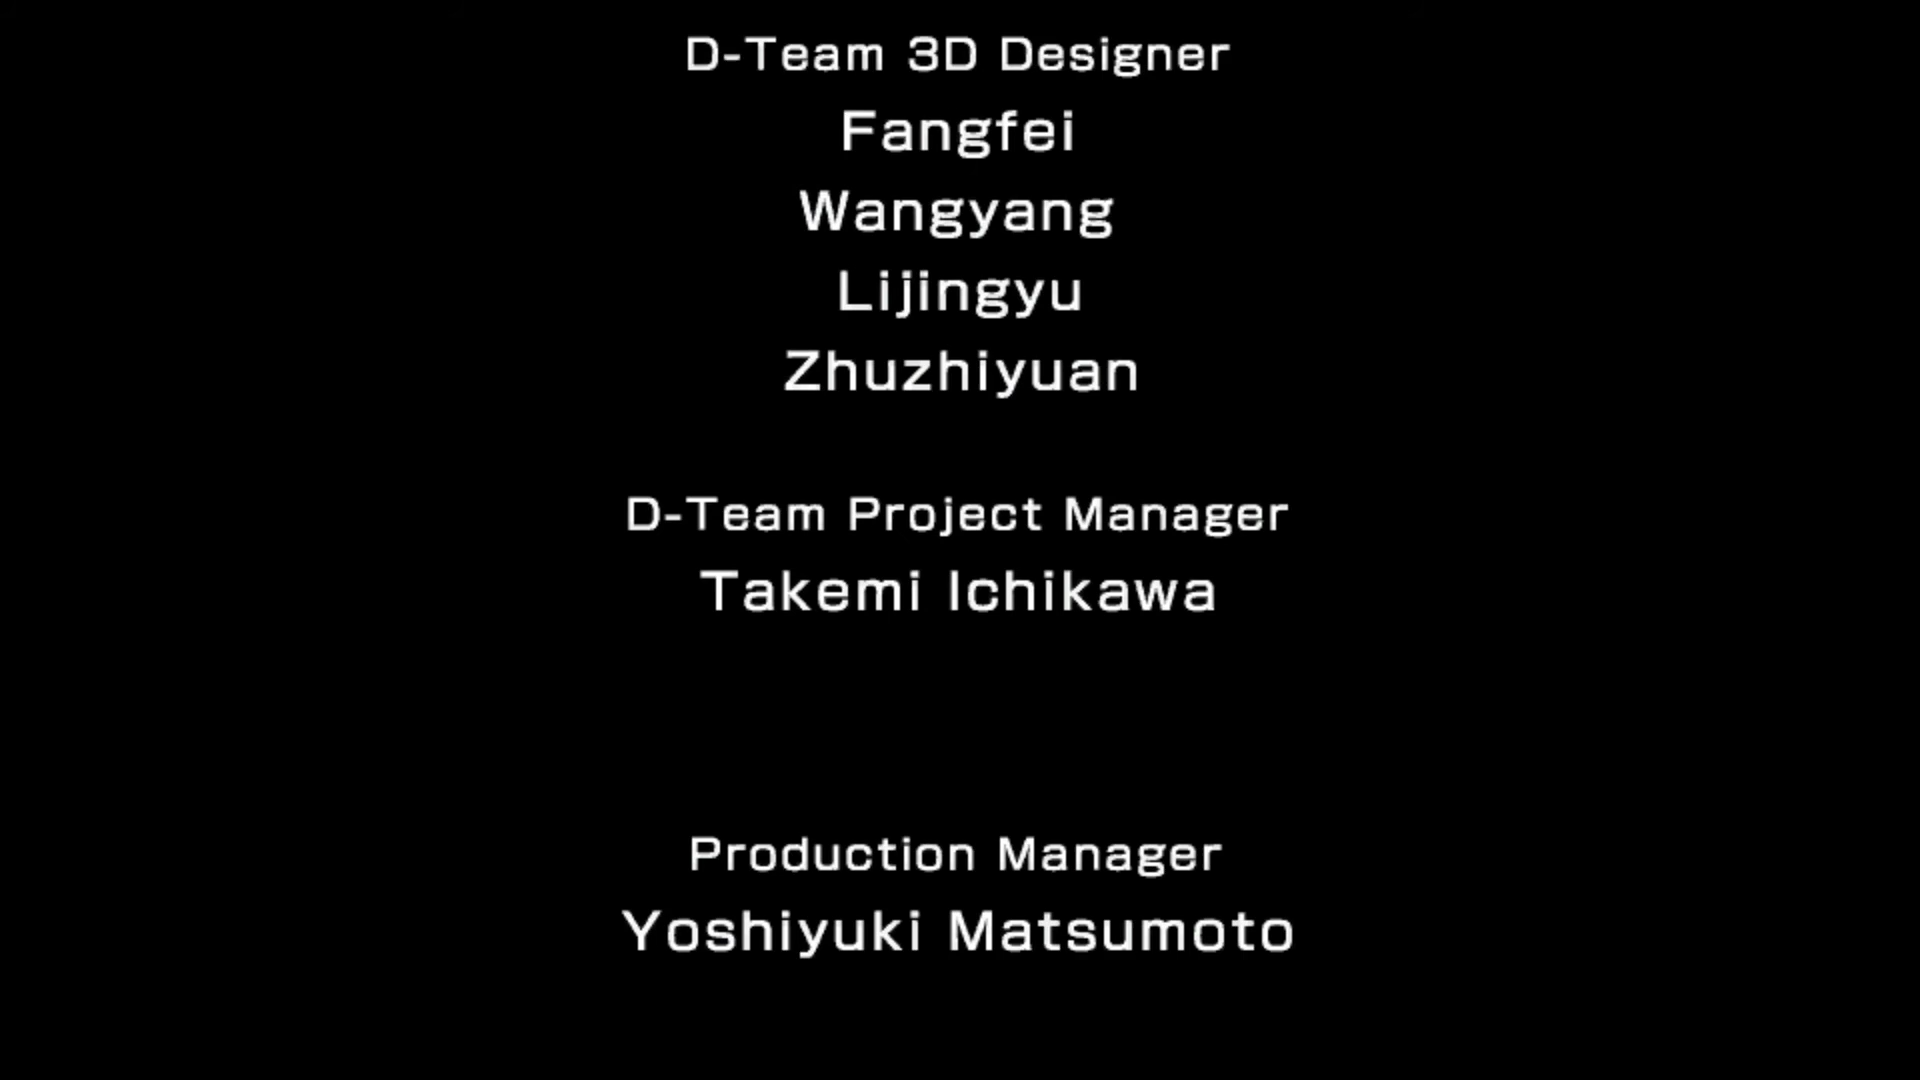 D-Team 3D Designer
Fangfei
Wangyang
Lijingyu
Zhuzhiyuan
D-Team Project Manager
Takemi Ichikawa
Production Manager
Yoshiyuki Matsumoto